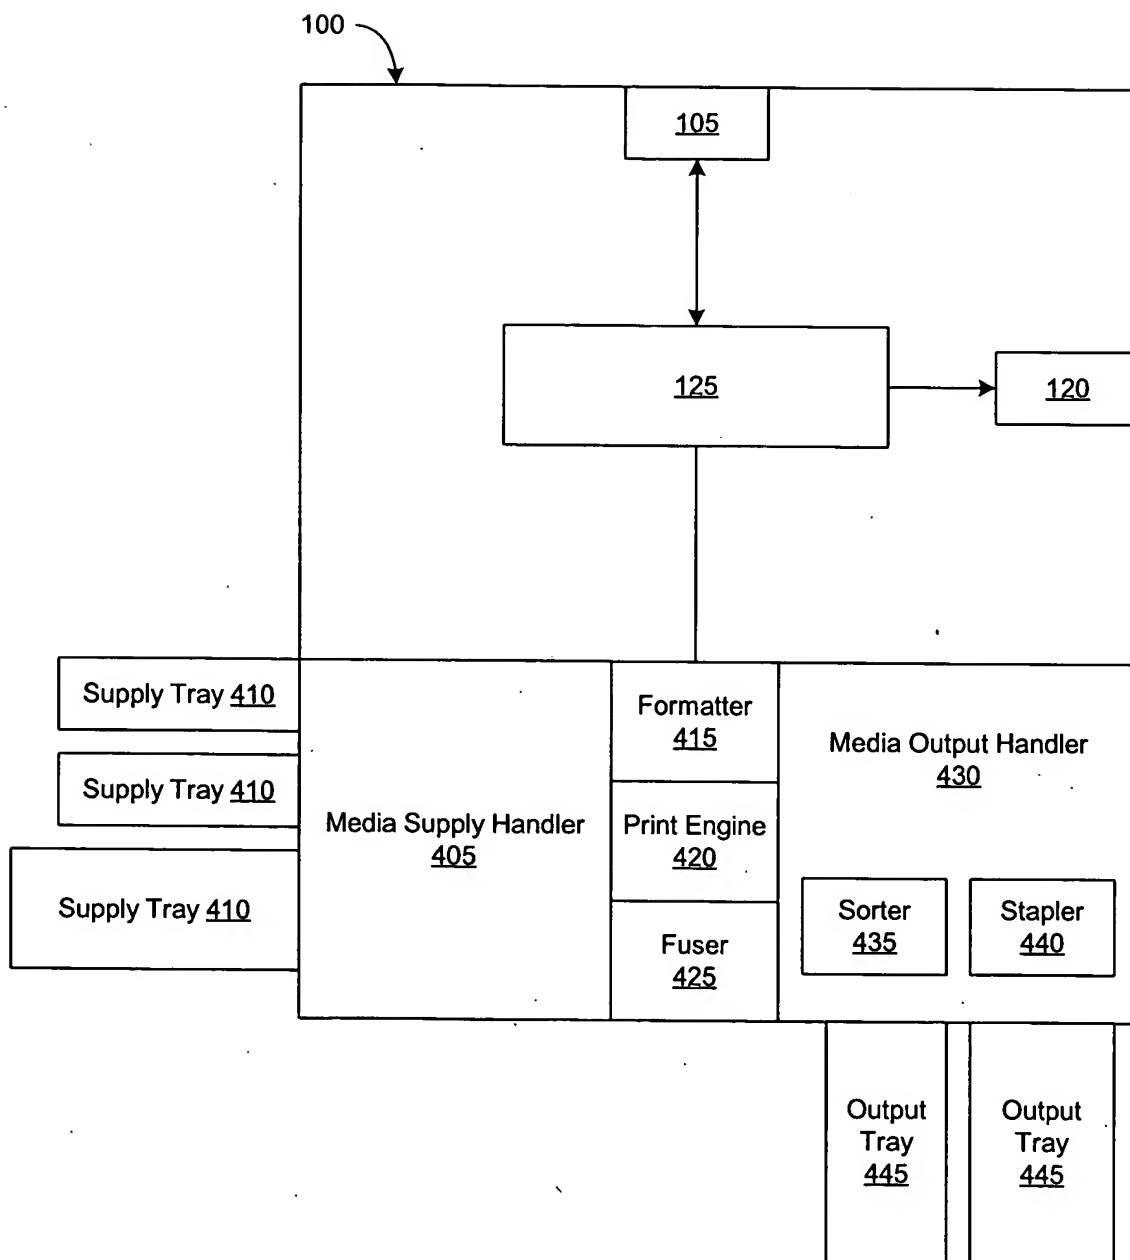 100
105
125
120
Supply Tray 410
Supply Tray 410
Supply Tray 410
Media Supply Handler
405
Formatter
415
Print Engine
420
Fuser
425
Media Output Handler
430
Sorter
435
Stapler
440
Output
Tray
445
Output
Tray
445